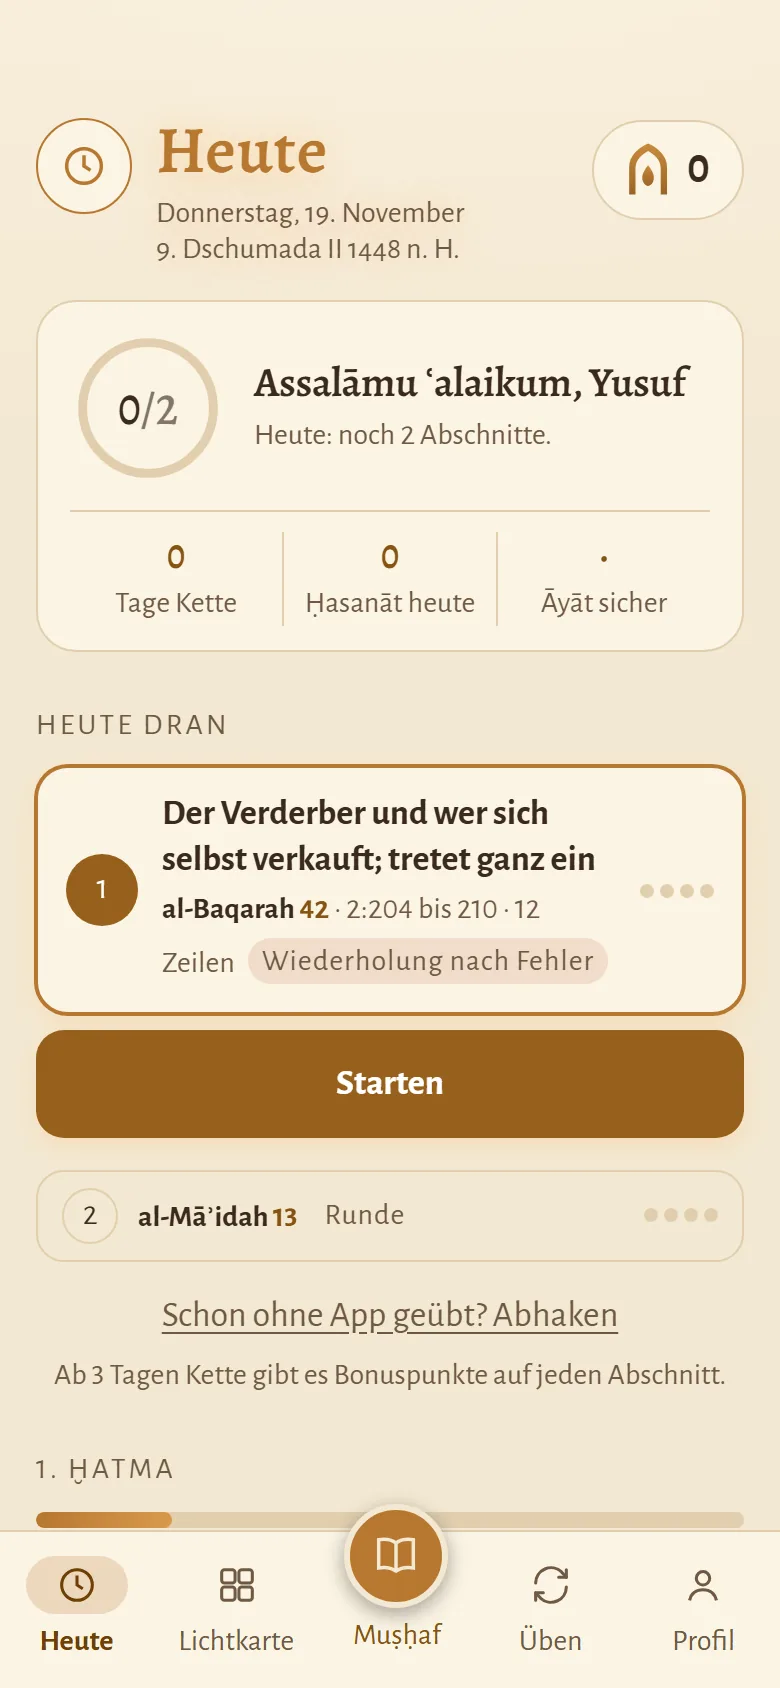 Heute
Donnerstag, 19. November
9. Dschumada II 1448 n. H.
0
0/2
Assalāmu ʿalaikum, Yusuf
Heute: noch 2 Abschnitte.
0
Tage Kette
0
Ḥasanāt heute
·
Āyāt sicher
HEUTE DRAN
1
Der Verderber und wer sich
selbst verkauft; tretet ganz ein
al-Baqarah 42 · 2:204 bis 210 · 12
Zeilen Wiederholung nach Fehler
Starten
2 al-Māʾidah 13 Runde
Schon ohne App geübt? Abhaken
Ab 3 Tagen Kette gibt es Bonuspunkte auf jeden Abschnitt.
1. ḪATMA
Heute
Lichtkarte
Muṣḥaf
Üben
Profil